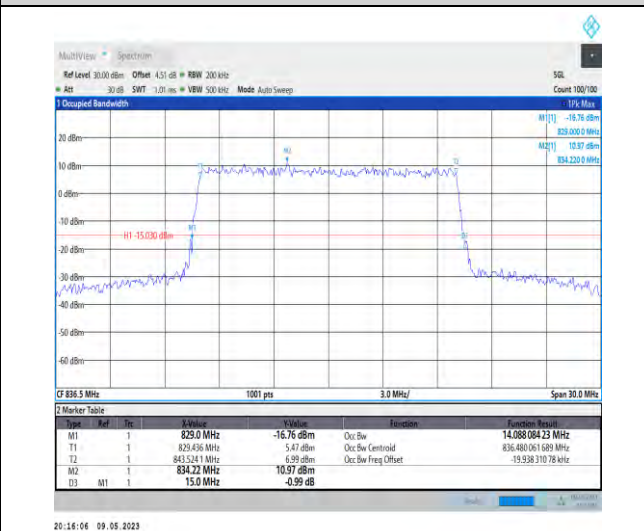 MultiView Spectrum
Ref Level 30.00 dBm Offset 4.51 dB RBW 200 kHz SGL
Att 30 dB SWT 1.01 ms VBW 500 kHz Mode Auto Sweep Count 100/100
1 Occupied Bandwidth 1Pk Max
M1[1] -16.76 dBm
829.000 0 MHz
M2[1] 10.97 dBm
834.220 0 MHz
20 dBm
M2
T1 T2
10 dBm
0 dBm
-10 dBm
M1
H1 -15.030 dBm
D3
-20 dBm
-30 dBm
-40 dBm
-50 dBm
-60 dBm
CF 836.5 MHz 1001 pts 3.0 MHz/ Span 30.0 MHz
2 Marker Table
Type Ref Trc X-Value Y-Value Function Function Result
M1 1 829.0 MHz -16.76 dBm Occ Bw 14.088 084 23 MHz
T1 1 829.436 MHz 5.47 dBm Occ Bw Centroid 836.480 061 689 MHz
T2 1 843.524 1 MHz 6.99 dBm Occ Bw Freq Offset -19.938 310 78 kHz
M2 1 834.22 MHz 10.97 dBm
D3 M1 1 15.0 MHz -0.99 dB
20:16:06 09.05.2023